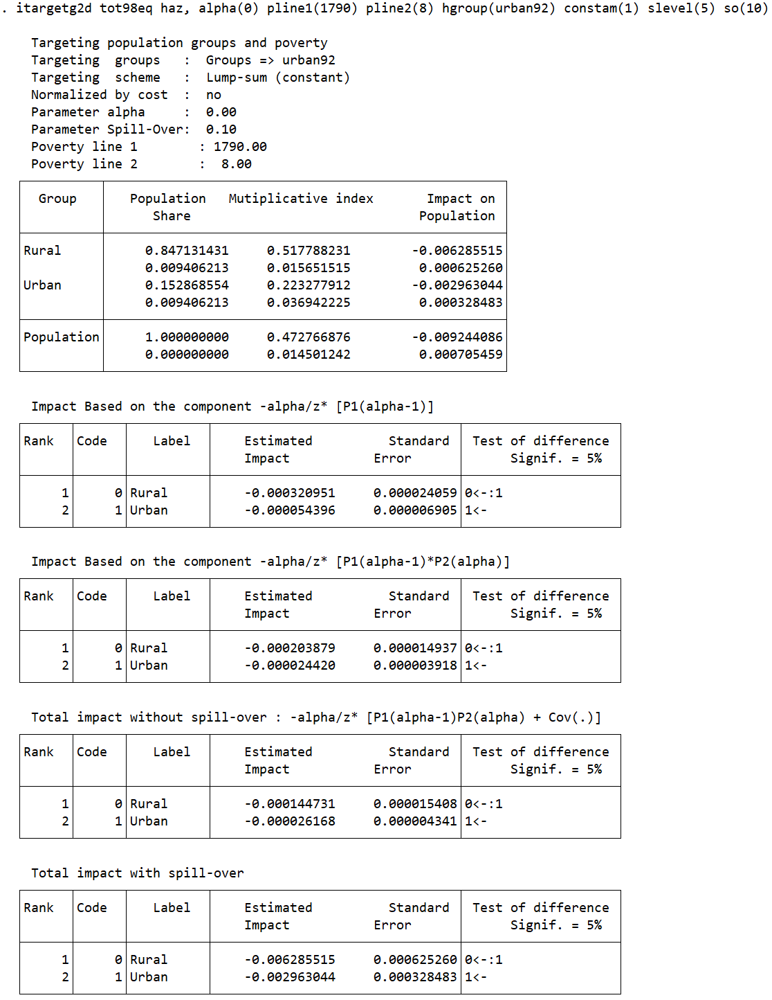 . itargetg2d tot98eq haz, alpha(0) pline1(1790) pline2(8) hgroup(urban92) constam(1) slevel(5) so(10)
Targeting population groups and poverty
Targeting groups : Groups => urban92
Targeting scheme : Lump-sum (constant)
Normalized by cost : no
Parameter alpha : 0.00
Parameter Spill-Over: 0.10
Poverty line 1 : 1790.00
Poverty line 2 : 8.00
Group Population Mutiplicative index Impact on
Share Population
Rural 0.847131431 0.517788231 -0.006285515
0.009406213 0.015651515 0.000625260
Urban 0.152868554 0.223277912 -0.002963044
0.009406213 0.036942225 0.000328483
Population 1.000000000 0.472766876 -0.009244086
0.000000000 0.014501242 0.000705459
Impact Based on the component -alpha/z* [P1(alpha-1)]
Rank Code Label Estimated Standard Test of difference
Impact Error Signif. = 5%
1 0 Rural -0.000320951 0.000024059 0<-:1
2 1 Urban -0.000054396 0.000006905 1<-
Impact Based on the component -alpha/z* [P1(alpha-1)*P2(alpha)]
Rank Code Label Estimated Standard Test of difference
Impact Error Signif. = 5%
1 0 Rural -0.000203879 0.000014937 0<-:1
2 1 Urban -0.000024420 0.000003918 1<-
Total impact without spill-over : -alpha/z* [P1(alpha-1)P2(alpha) + Cov(.)]
Rank Code Label Estimated Standard Test of difference
Impact Error Signif. = 5%
1 0 Rural -0.000144731 0.000015408 0<-:1
2 1 Urban -0.000026168 0.000004341 1<-
Total impact with spill-over
Rank Code Label Estimated Standard Test of difference
Impact Error Signif. = 5%
1 0 Rural -0.006285515 0.000625260 0<-:1
2 1 Urban -0.002963044 0.000328483 1<-